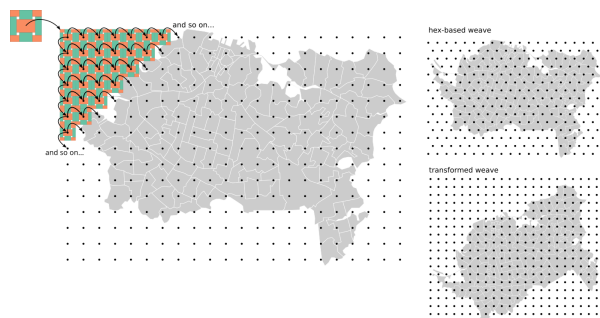 and so on...
hex-based weave
and so on...
transformed weave